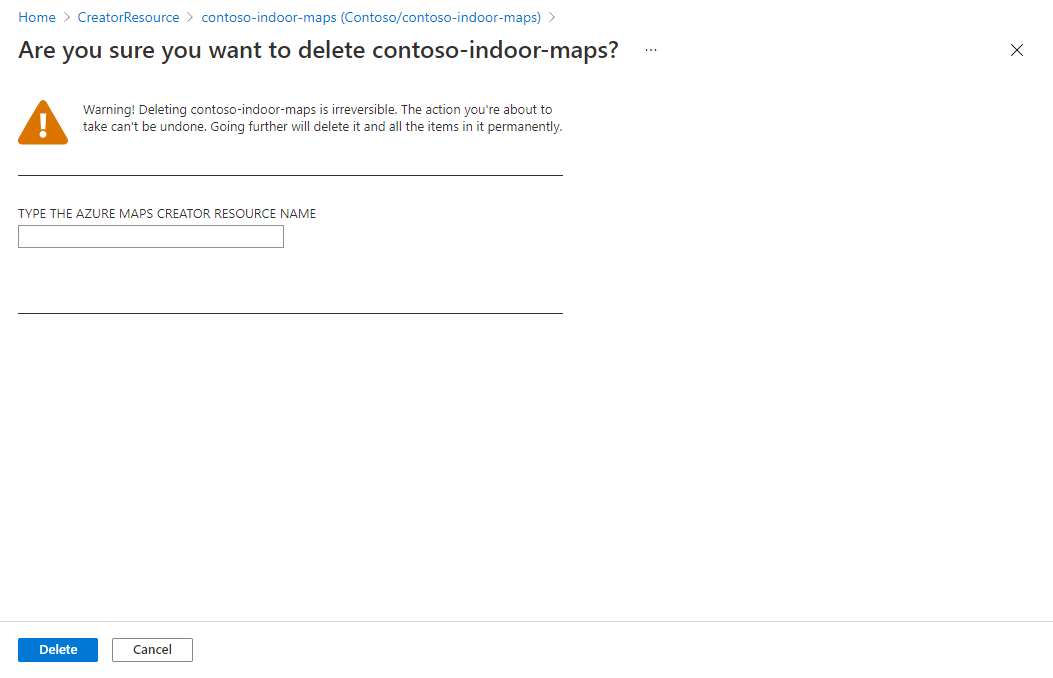 Home > CreatorResource > contoso-indoor-maps (Contoso/contoso-indoor-maps) >
Are you sure you want to delete contoso-indoor-maps? ...
Warning! Deleting contoso-indoor-maps is irreversible. The action you're about to
take can't be undone. Going further will delete it and all the items in it permanently.
TYPE THE AZURE MAPS CREATOR RESOURCE NAME
Delete Cancel